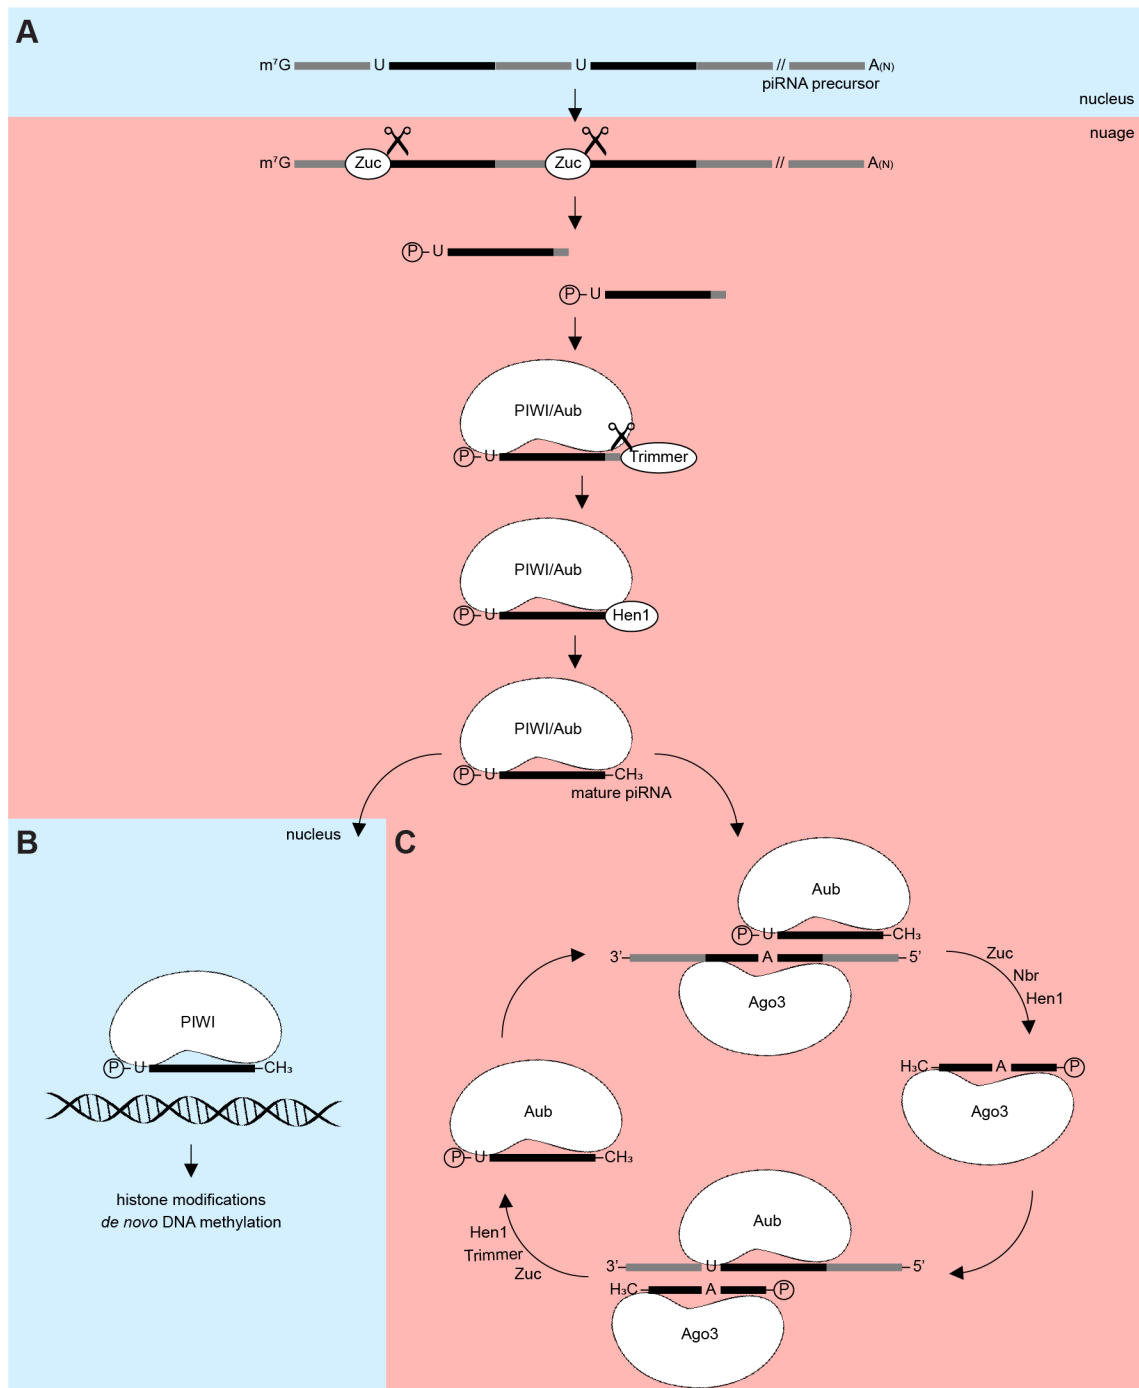 A
m⁷G U U // A(N)
piRNA precursor
nucleus
nuage
Zuc Zuc
m⁷G // A(N)
P U
P U
PIWI/Aub
P U Trimmer
PIWI/Aub
P U Hen1
PIWI/Aub
P U CH₃
mature piRNA
B
nucleus
PIWI
P U CH₃
histone modifications
de novo DNA methylation
C
Aub
P U CH₃
3’ A 5’
Ago3
Zuc
Nbr
Hen1
H₃C A P
Ago3
Aub
3’ U 5’
H₃C A P
Ago3
Zuc
Trimmer
Hen1
Aub
P U CH₃